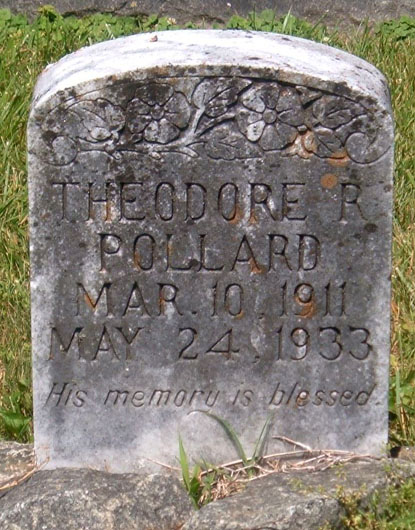 THEODORE R
POLLARD
MAR. 10, 1911
MAY 24, 1933
His memory is blessed.